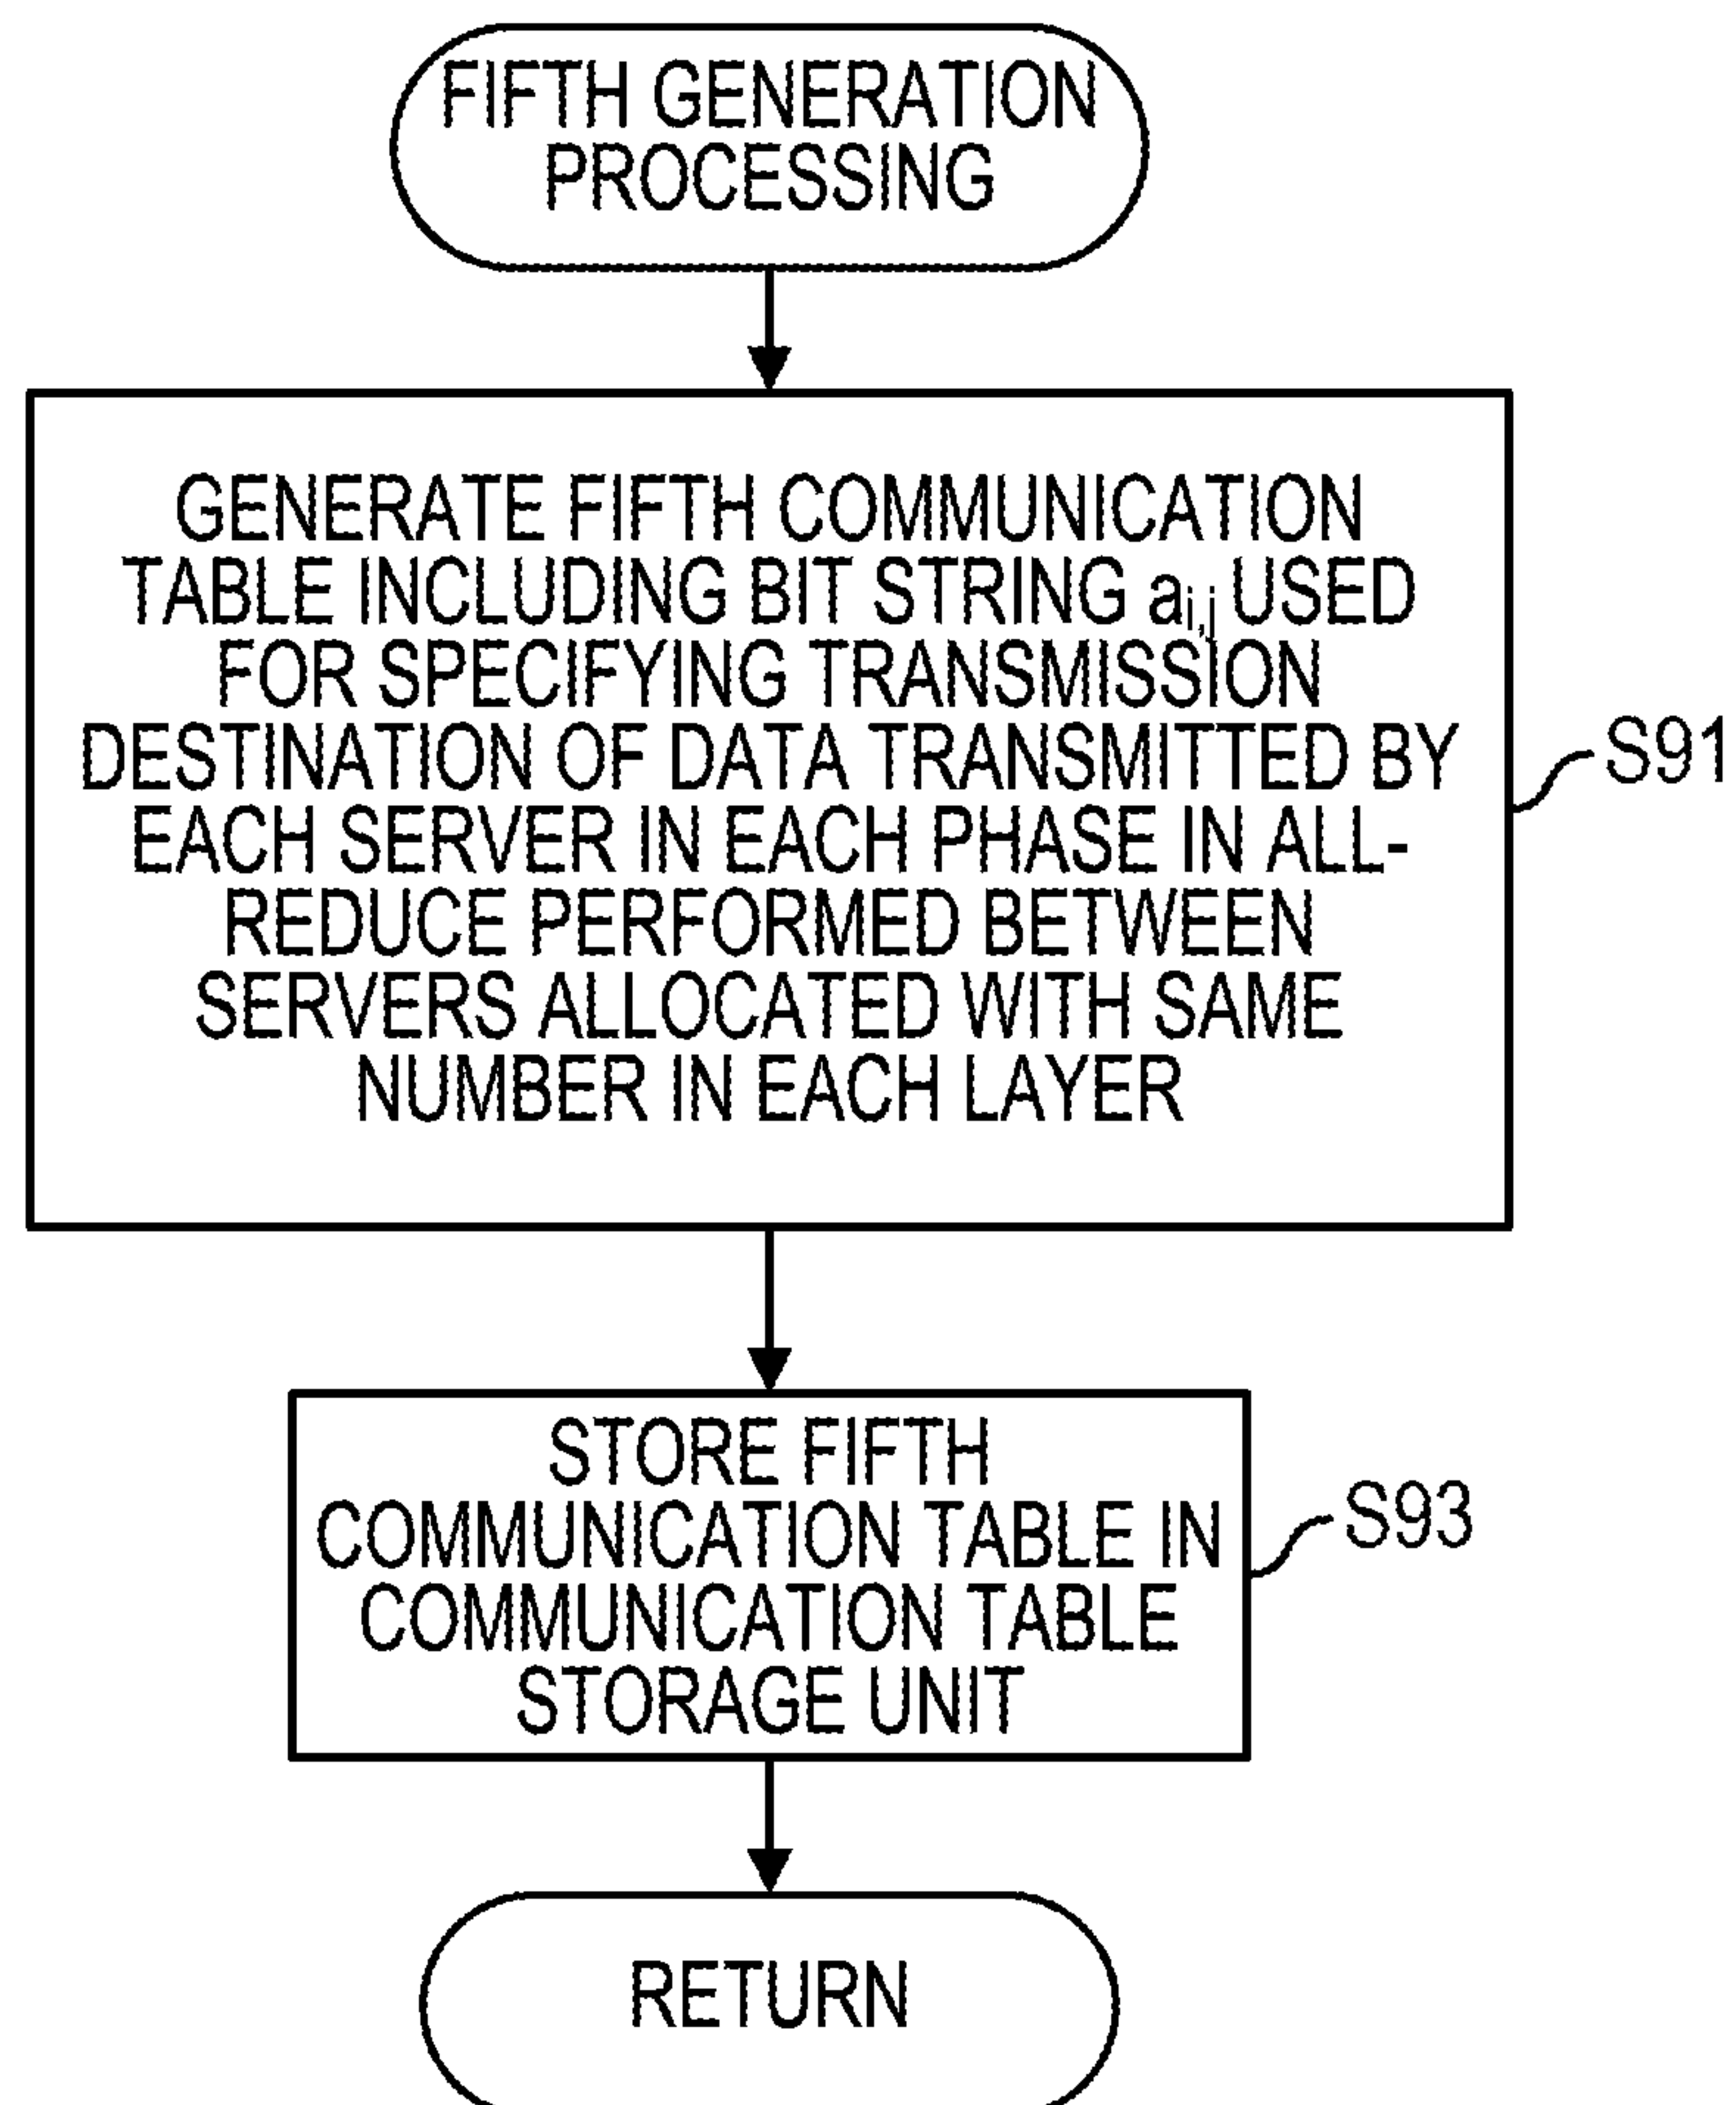 FIFTH GENERATION
PROCESSING
GENERATE FIFTH COMMUNICATION
TABLE INCLUDING BIT STRING ai,j USED
FOR SPECIFYING TRANSMISSION
DESTINATION OF DATA TRANSMITTED BY
EACH SERVER IN EACH PHASE IN ALL-
REDUCE PERFORMED BETWEEN
SERVERS ALLOCATED WITH SAME
NUMBER IN EACH LAYER
S91
STORE FIFTH
COMMUNICATION TABLE IN
COMMUNICATION TABLE
STORAGE UNIT
S93
RETURN